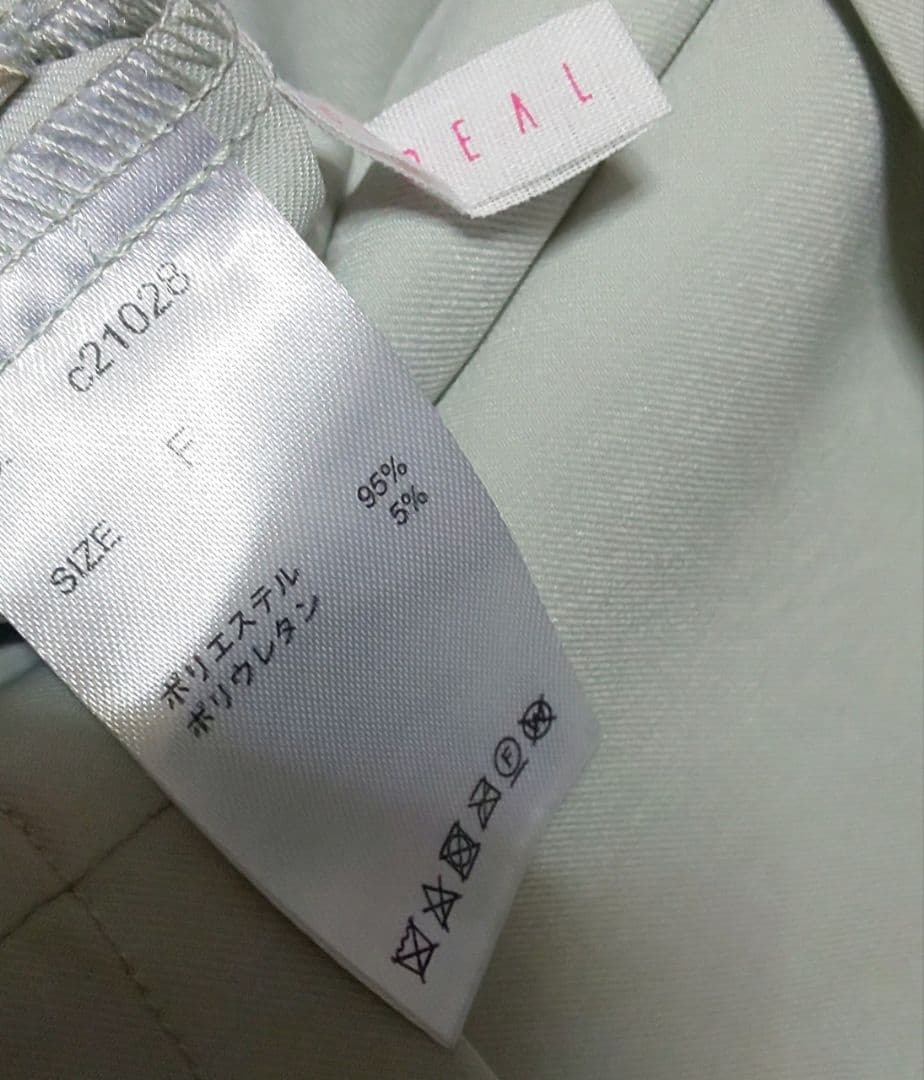 EAL
c21028
SIZE F
ポリエステル 95%
ポリウレタン 5%
F
W